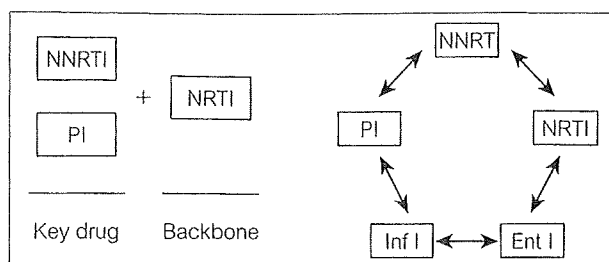 NNRTI
+
NRTI
PI
Key drug
Backbone
NNRT
PI
NRTI
Inf I
Ent I